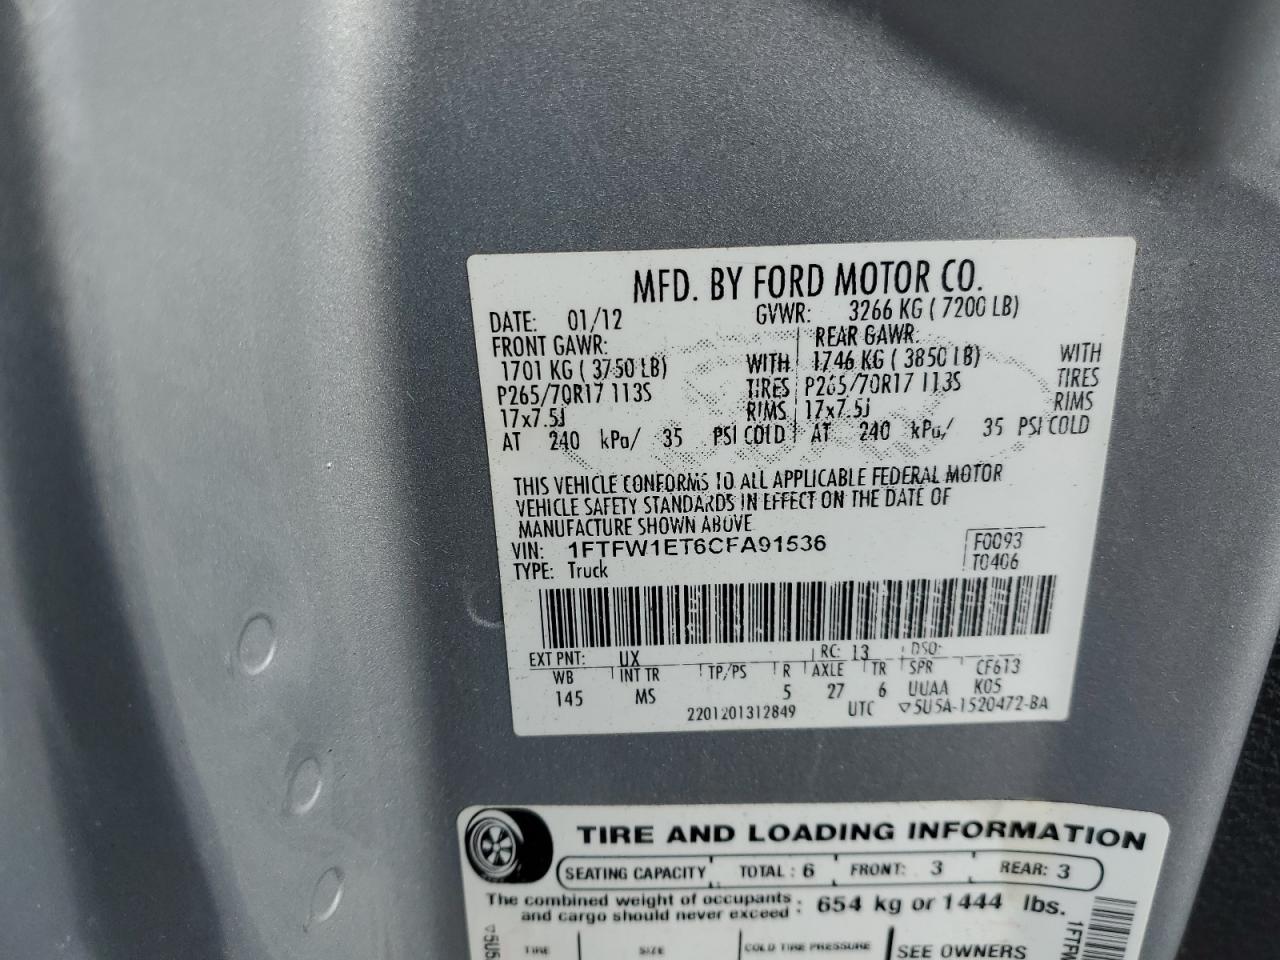 MFD. BY FORD MOTOR CO.
DATE: 01/12 GVWR: 3266 KG ( 7200 LB)
FRONT GAWR: REAR GAWR:
1701 KG ( 3750 LB) WITH 1746 KG ( 3850 LB) WITH
P265/70R17 113S TIRES P265/70R17 113S TIRES
17x7.5J RIMS 17x7.5J RIMS
AT 240 kPa/ 35 PSI COLD AT 240 kPa/ 35 PSI COLD
THIS VEHICLE CONFORMS TO ALL APPLICABLE FEDERAL MOTOR
VEHICLE SAFETY STANDARDS IN EFFECT ON THE DATE OF
MANUFACTURE SHOWN ABOVE
VIN: 1FTFW1ET6CFA91536 F0093
TYPE: Truck T0406
EXT PNT: UX RC: 13 DSO:
WB INT TR TP/PS R AXLE TR SPR CF613
145 MS 5 27 6 UUAA K05
2201201312849 UTC ▽5U5A-1520472-BA
TIRE AND LOADING INFORMATION
SEATING CAPACITY TOTAL : 6 FRONT: 3 REAR: 3
The combined weight of occupants
and cargo should never exceed : 654 kg or 1444 lbs.
TIRE SIZE COLD TIRE PRESSURE SEE OWNERS
▽5U5
1FTFW